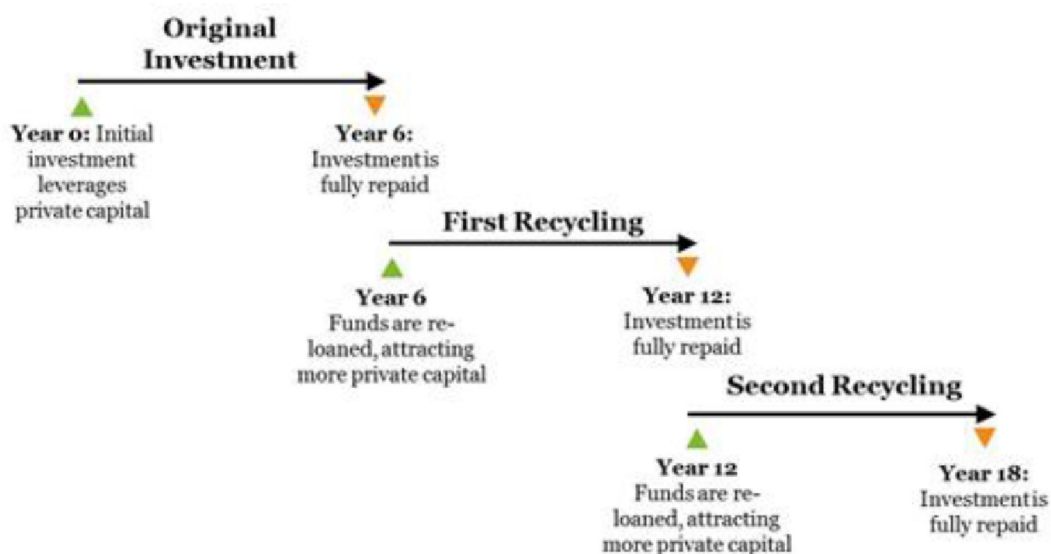 Original
Investment
Year 0: Initial
investment
leverages
private capital
Year 6:
Investment is
fully repaid
First Recycling
Year 6
Funds are re-
loaned, attracting
more private capital
Year 12:
Investment is
fully repaid
Second Recycling
Year 12
Funds are re-
loaned, attracting
more private capital
Year 18:
Investment is
fully repaid